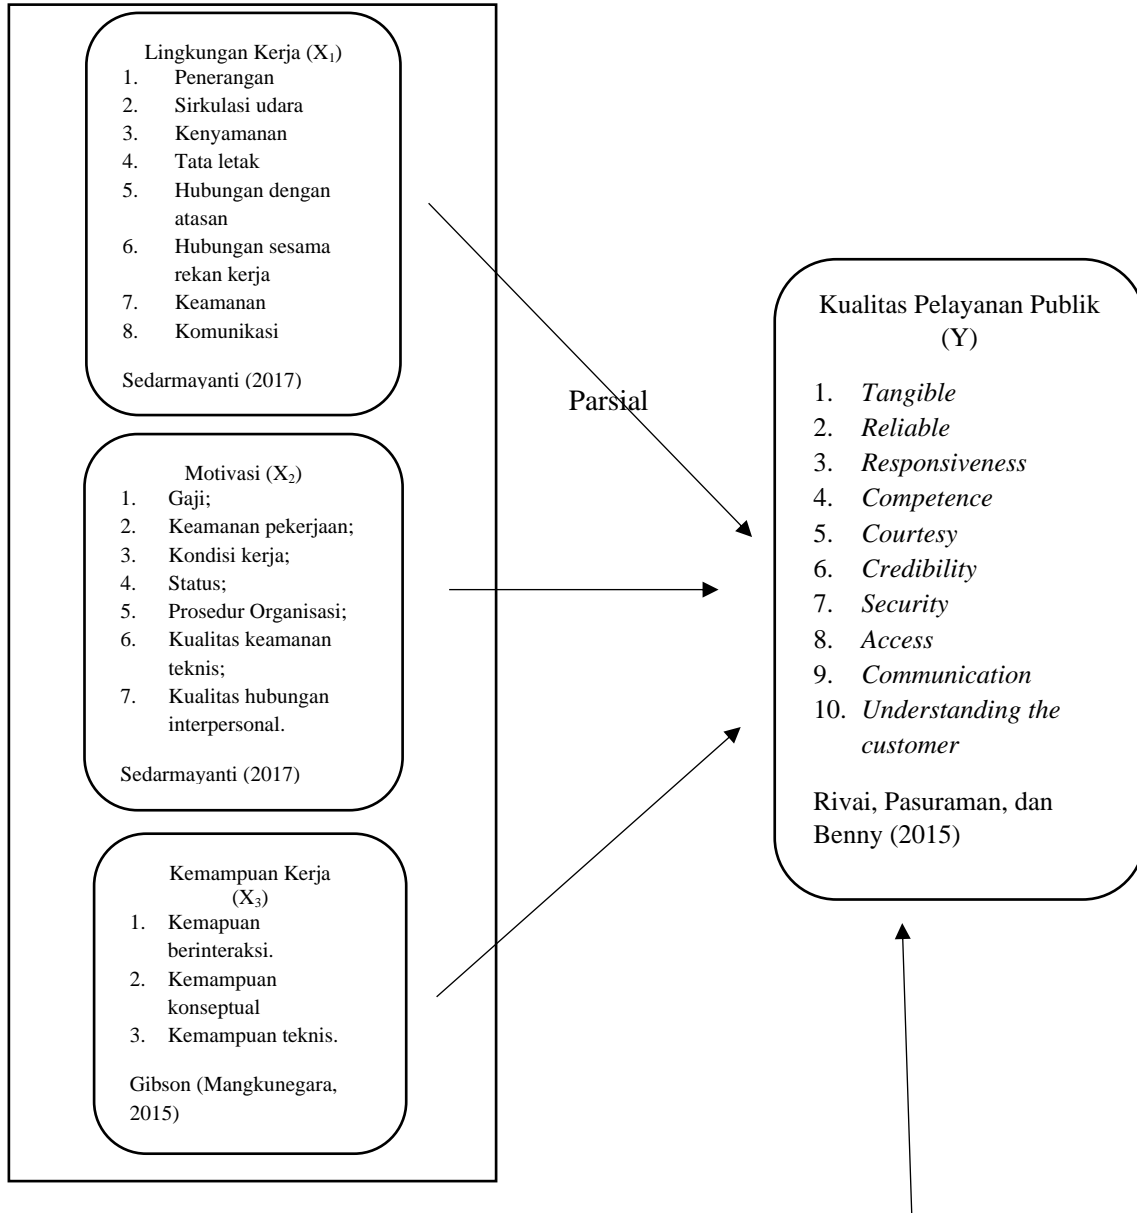 Lingkungan Kerja (X₁)
1. Penerangan
2. Sirkulasi udara
3. Kenyamanan
4. Tata letak
5. Hubungan dengan
atasan
6. Hubungan sesama
rekan kerja
7. Keamanan
8. Komunikasi
Sedarmayanti (2017)
Motivasi (X₂)
1. Gaji;
2. Keamanan pekerjaan;
3. Kondisi kerja;
4. Status;
5. Prosedur Organisasi;
6. Kualitas keamanan
teknis;
7. Kualitas hubungan
interpersonal.
Sedarmayanti (2017)
Kemampuan Kerja
(X₃)
1. Kemapuan
berinteraksi.
2. Kemampuan
konseptual
3. Kemampuan teknis.
Gibson (Mangkunegara,
2015)
Parsial
Kualitas Pelayanan Publik
(Y)
1. Tangible
2. Reliable
3. Responsiveness
4. Competence
5. Courtesy
6. Credibility
7. Security
8. Access
9. Communication
10. Understanding the
customer
Rivai, Pasuraman, dan
Benny (2015)